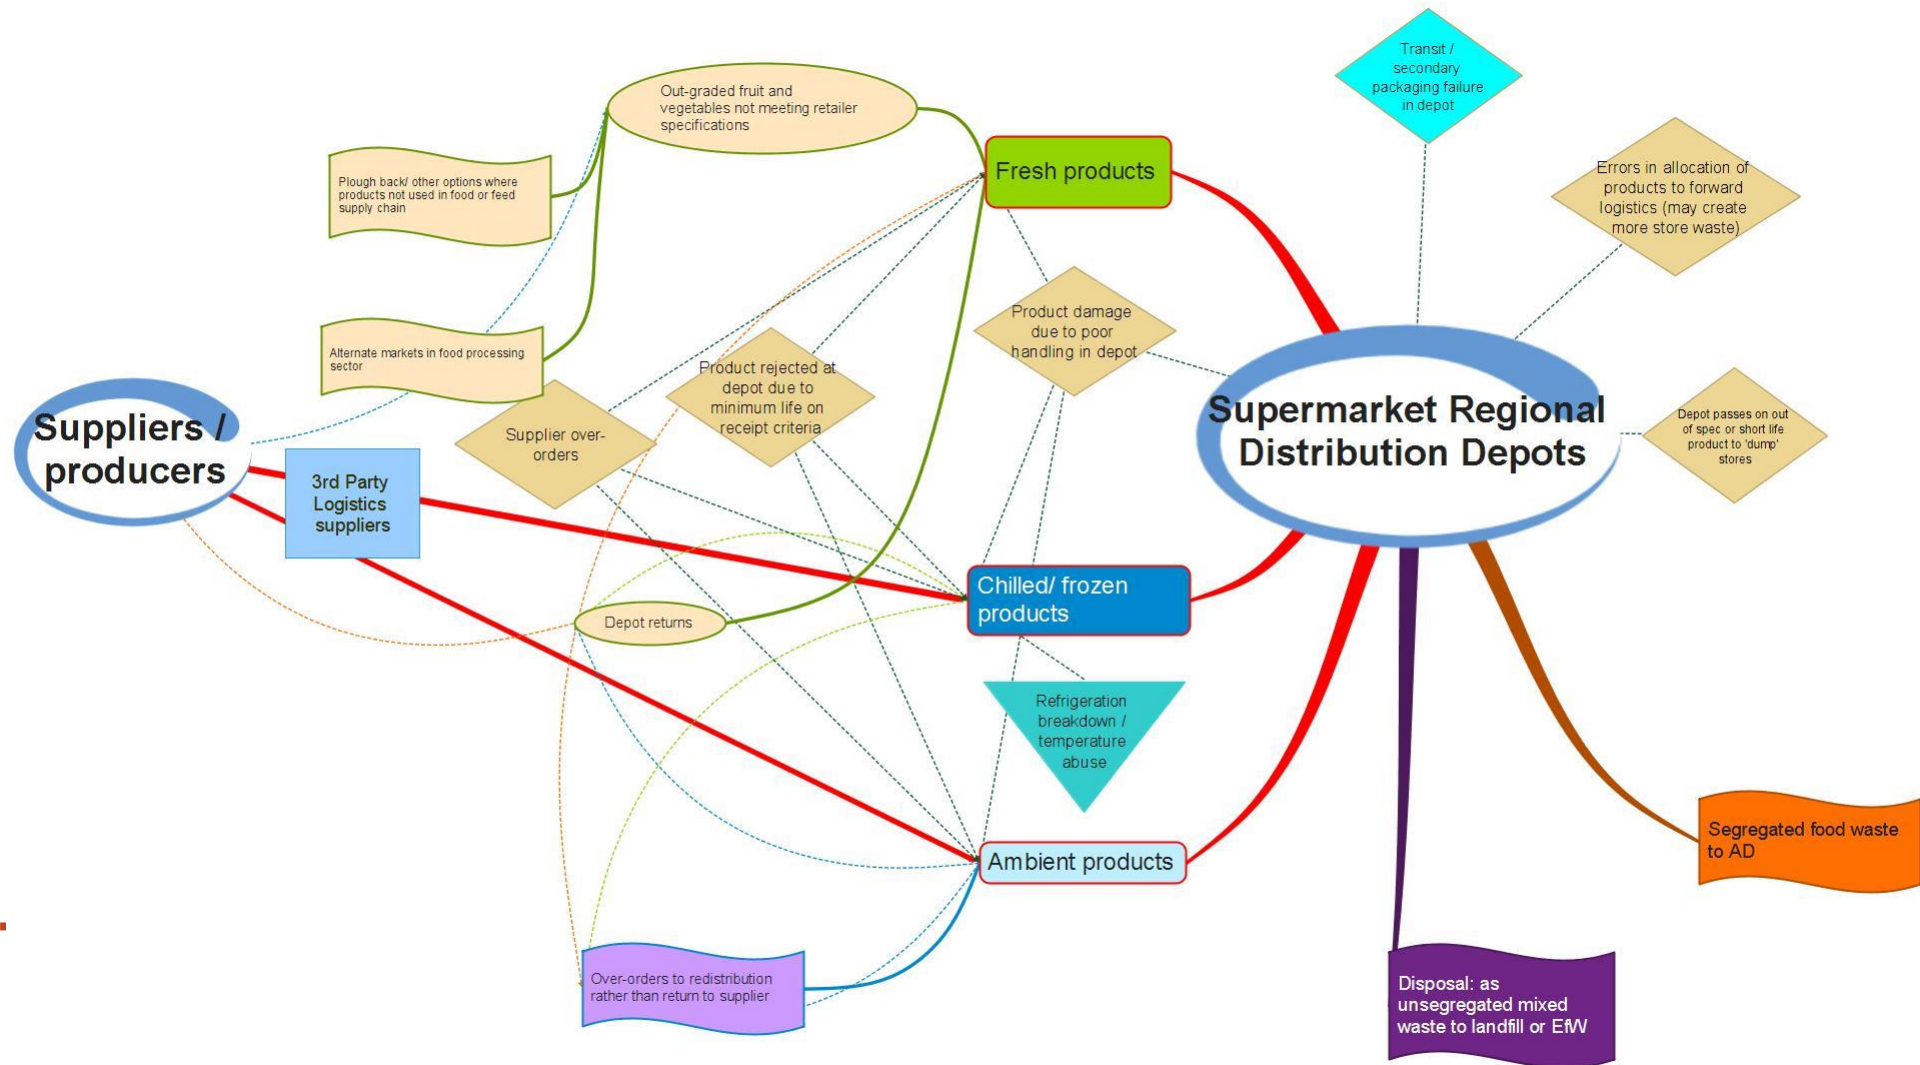 Transit /
secondary
packaging failure
in depot
Out-graded fruit and
vegetables not meeting retailer
specifications
Fresh products
Errors in allocation of
products to forward
logistics (may create
more store waste)
Plough back/ other options where
products not used in food or feed
supply chain
Alternate markets in food processing
sector
Product damage
due to poor
handling in depot
Product rejected at
depot due to
minimum life on
receipt criteria
Supplier over-
orders
Suppliers /
producers
3rd Party
Logistics
suppliers
Supermarket Regional
Distribution Depots
Depot passes on out
of spec or short life
product to 'dump'
stores
Chilled/ frozen
products
Depot returns
Refrigeration
breakdown /
temperature
abuse
Ambient products
Segregated food waste
to AD
Over-orders to redistribution
rather than return to supplier
Disposal: as
unsegregated mixed
waste to landfill or EfW